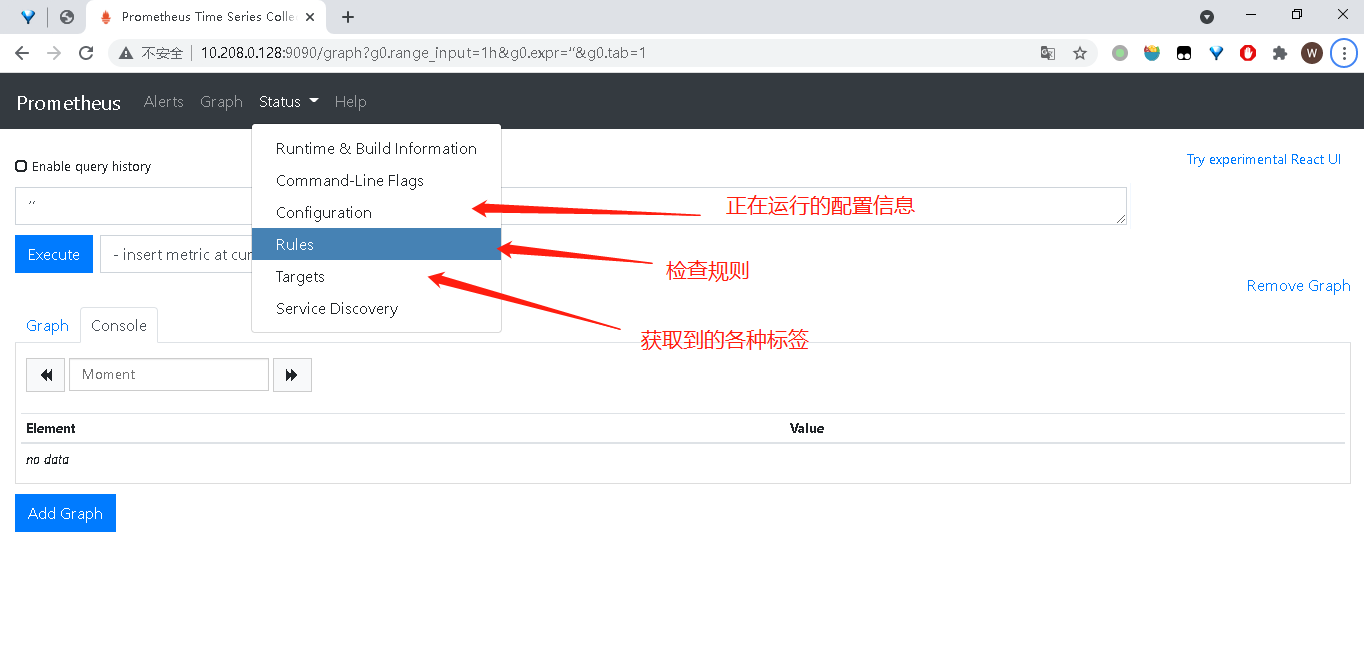 Prometheus Time Series Colle
不安全 10.208.0.128:9090/graph?g0.range_input=1h&g0.expr=“&g0.tab=1
W
Prometheus Alerts Graph Status Help
Runtime & Build Information
Command-Line Flags
Configuration
Rules
Targets
Service Discovery
Enable query history
Try experimental React UI
“
正在运行的配置信息
Execute
- insert metric at cur
检查规则
Remove Graph
获取到的各种标签
Graph Console
Moment
Element Value
no data
Add Graph